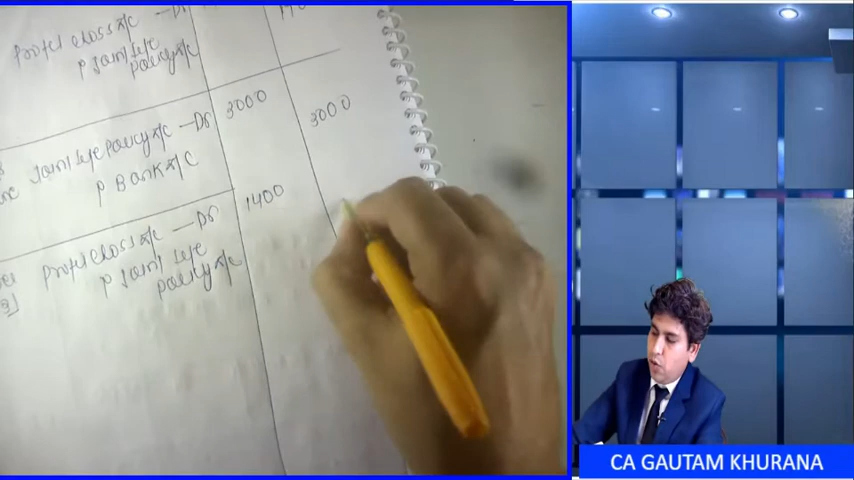 Profit & Loss A/c —Dr
Joint Life
Policy A/c
Joint Life Policy A/c —Dr 3000
Bank A/c 3000
Profit & Loss A/c —Dr 1400
Joint Life
Policy A/c
3]
CA GAUTAM KHURANA